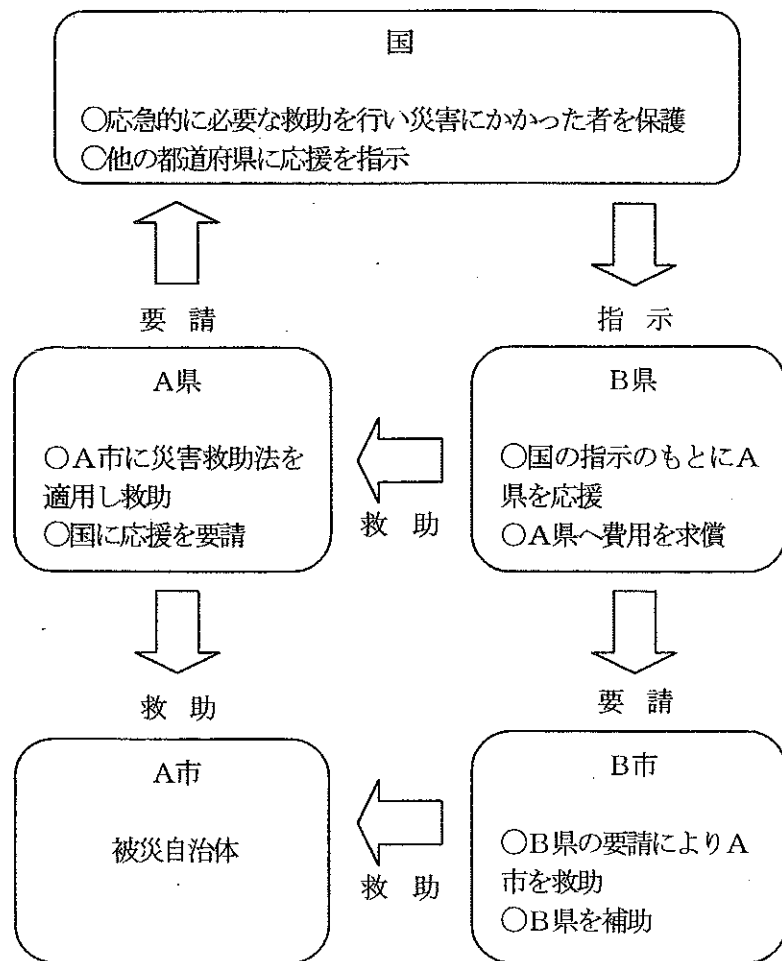 国
○応急的に必要な救助を行い災害にかかった者を保護
○他の都道府県に応援を指示
要 請
指 示
A県
○A市に災害救助法を
適用し救助
○国に応援を要請
救 助
B県
○国の指示のもとにA
県を応援
○A県へ費用を求償
救 助
要 請
A市
被災自治体
救 助
B市
○B県の要請によりA
市を救助
○B県を補助